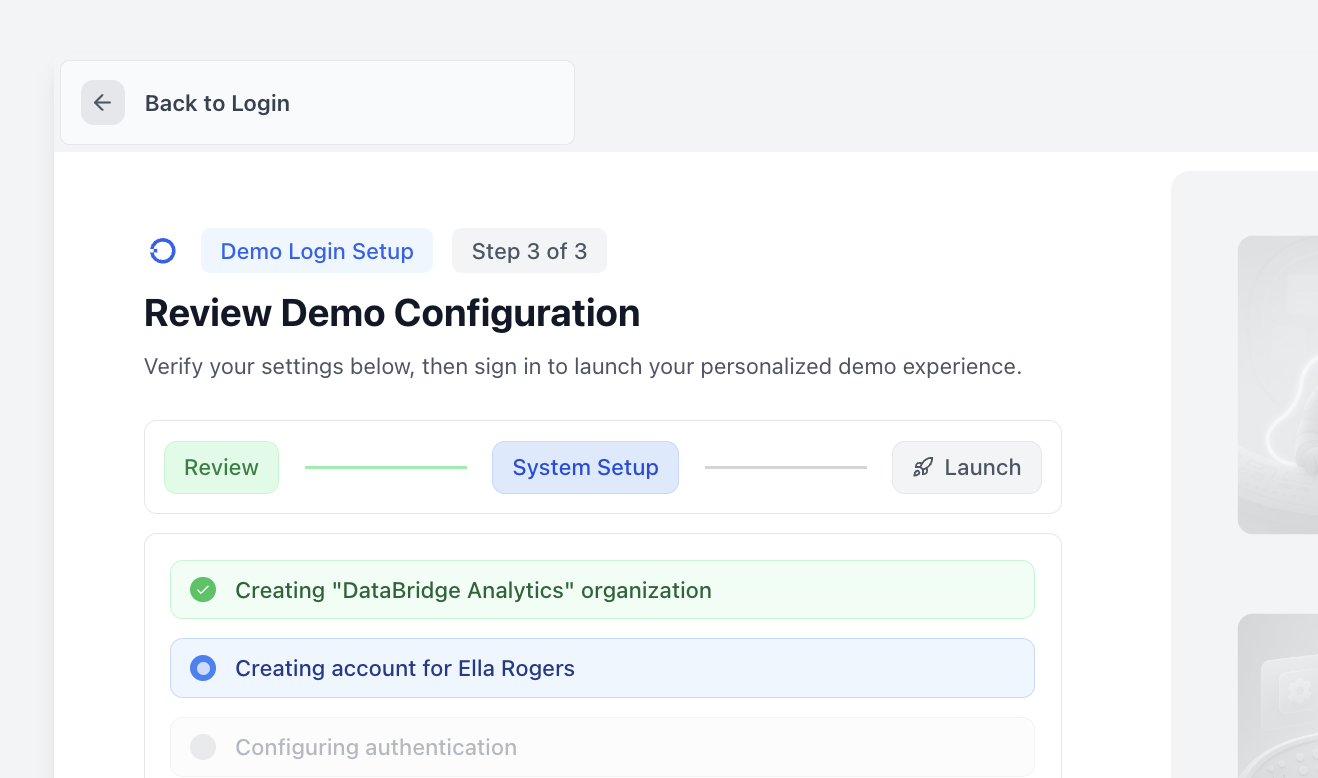 Back to Login
Demo Login Setup
Step 3 of 3
Review Demo Configuration
Verify your settings below, then sign in to launch your personalized demo experience.
Review
System Setup
Launch
Creating "DataBridge Analytics" organization
Creating account for Ella Rogers
Configuring authentication